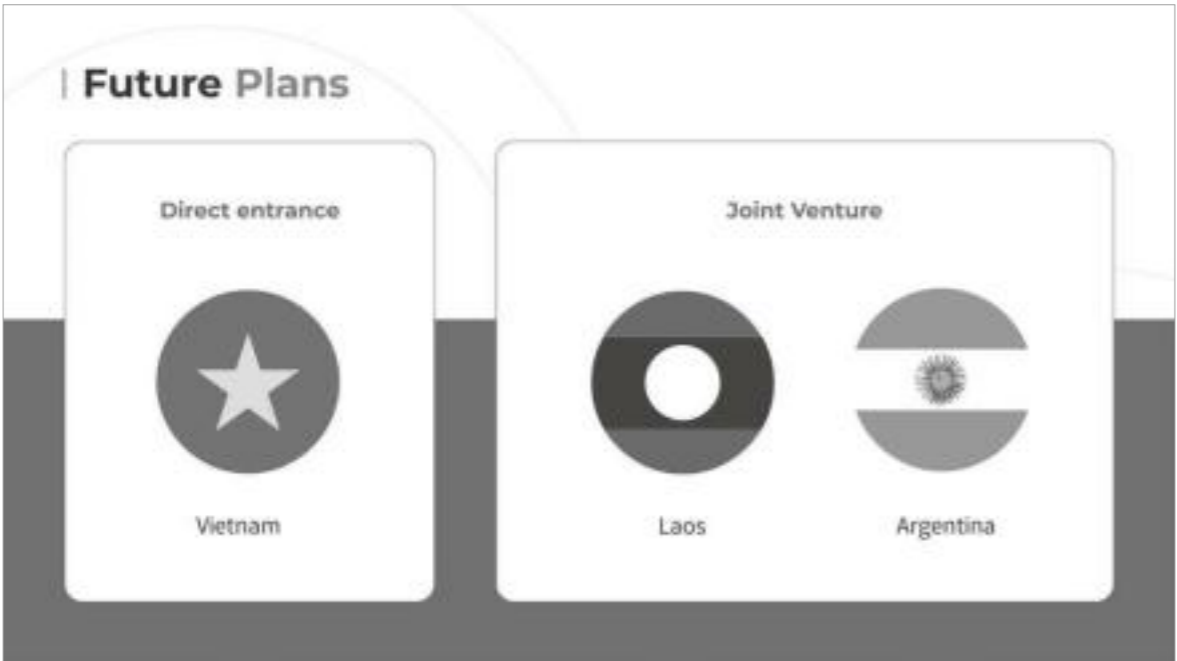 Future Plans
Direct entrance
Vietnam
Joint Venture
Laos
Argentina